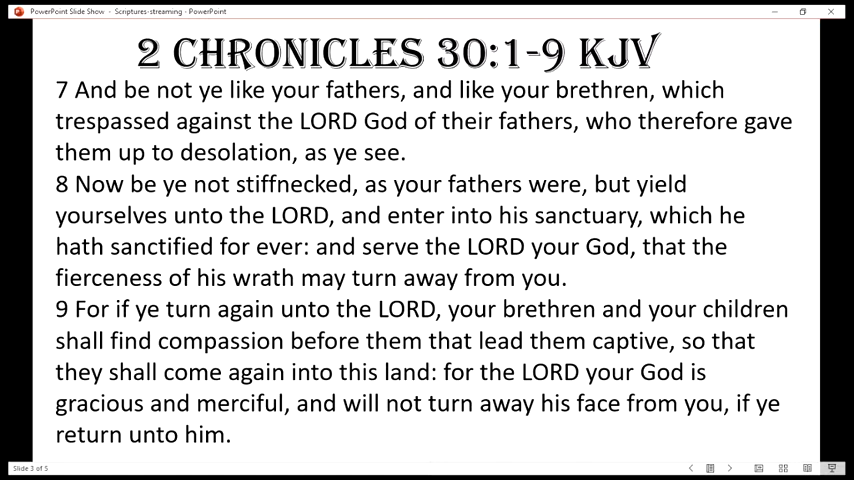 PowerPoint Slide Show - Scriptures-streaming - PowerPoint
2 CHRONICLES 30:1-9 KJV
7 And be not ye like your fathers, and like your brethren, which
trespassed against the LORD God of their fathers, who therefore gave
them up to desolation, as ye see.
8 Now be ye not stiffnecked, as your fathers were, but yield
yourselves unto the LORD, and enter into his sanctuary, which he
hath sanctified for ever: and serve the LORD your God, that the
fierceness of his wrath may turn away from you.
9 For if ye turn again unto the LORD, your brethren and your children
shall find compassion before them that lead them captive, so that
they shall come again into this land: for the LORD your God is
gracious and merciful, and will not turn away his face from you, if ye
return unto him.
Slide 3 of 5